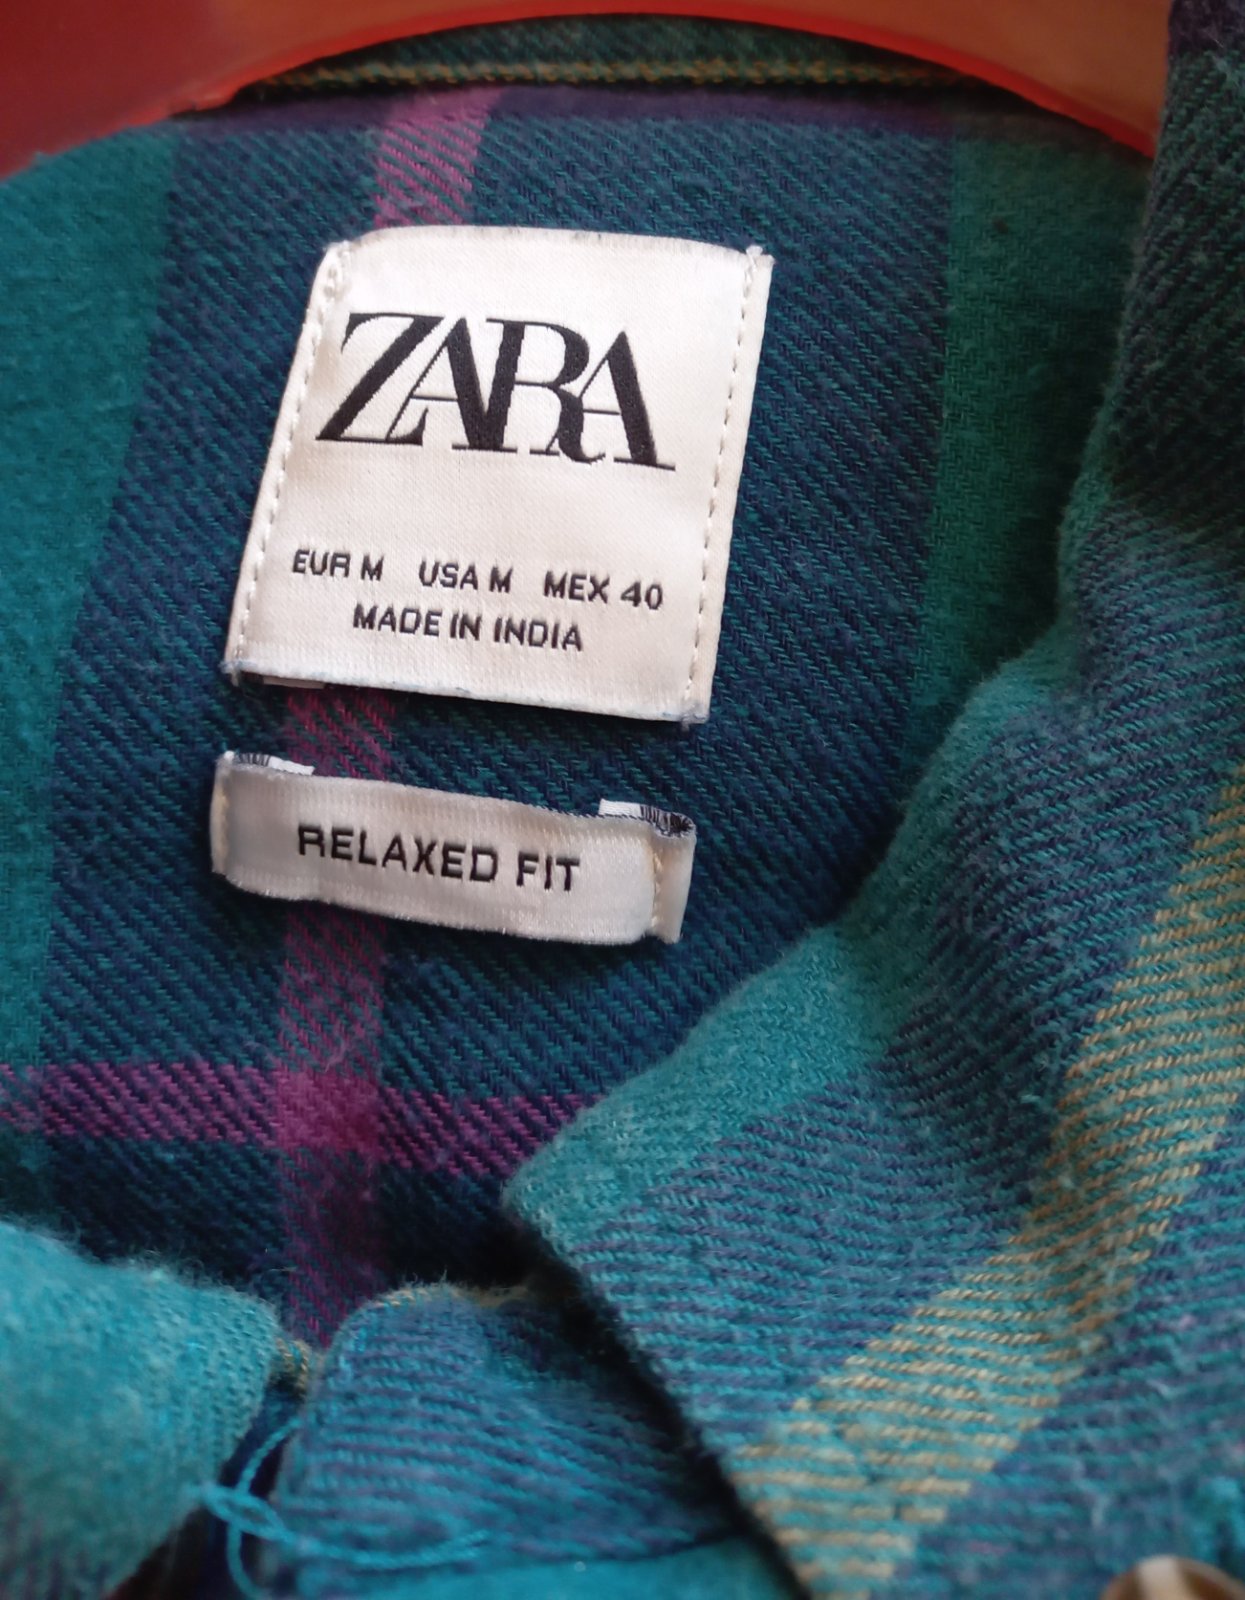 ZARA
EUR M USA M MEX 40
MADE IN INDIA
RELAXED FIT